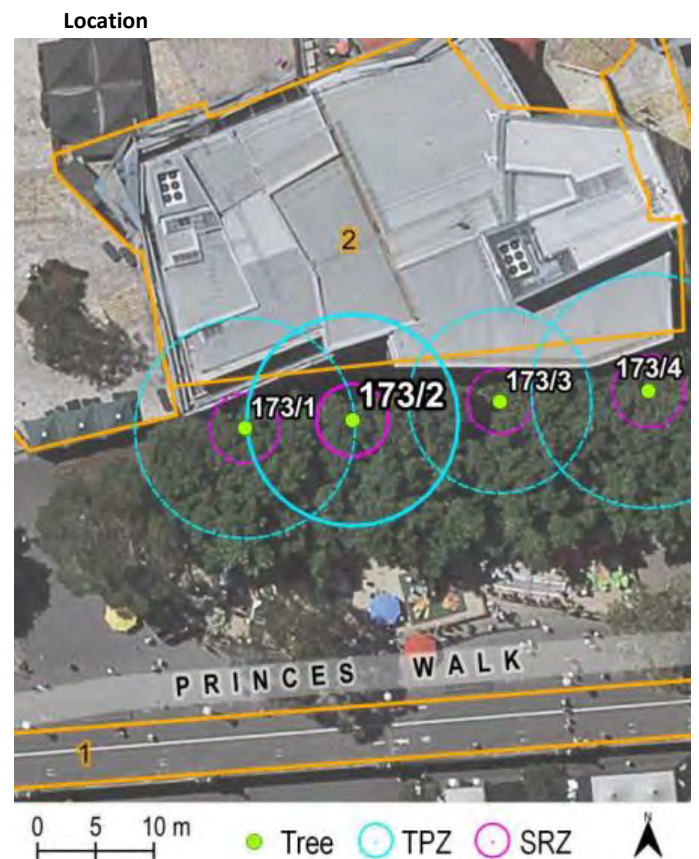 Location
2
173/1
173/2
173/3
173/4
PRINCES WALK
1
0 5 10 m
Tree
TPZ
SRZ
N